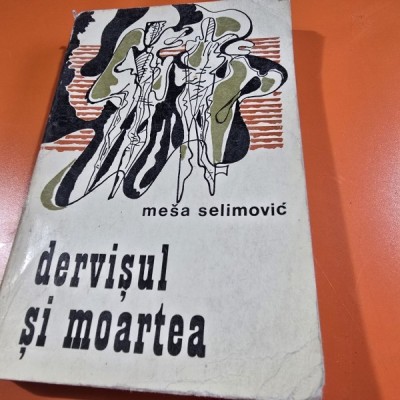 meša selimović
dervișul
și moartea